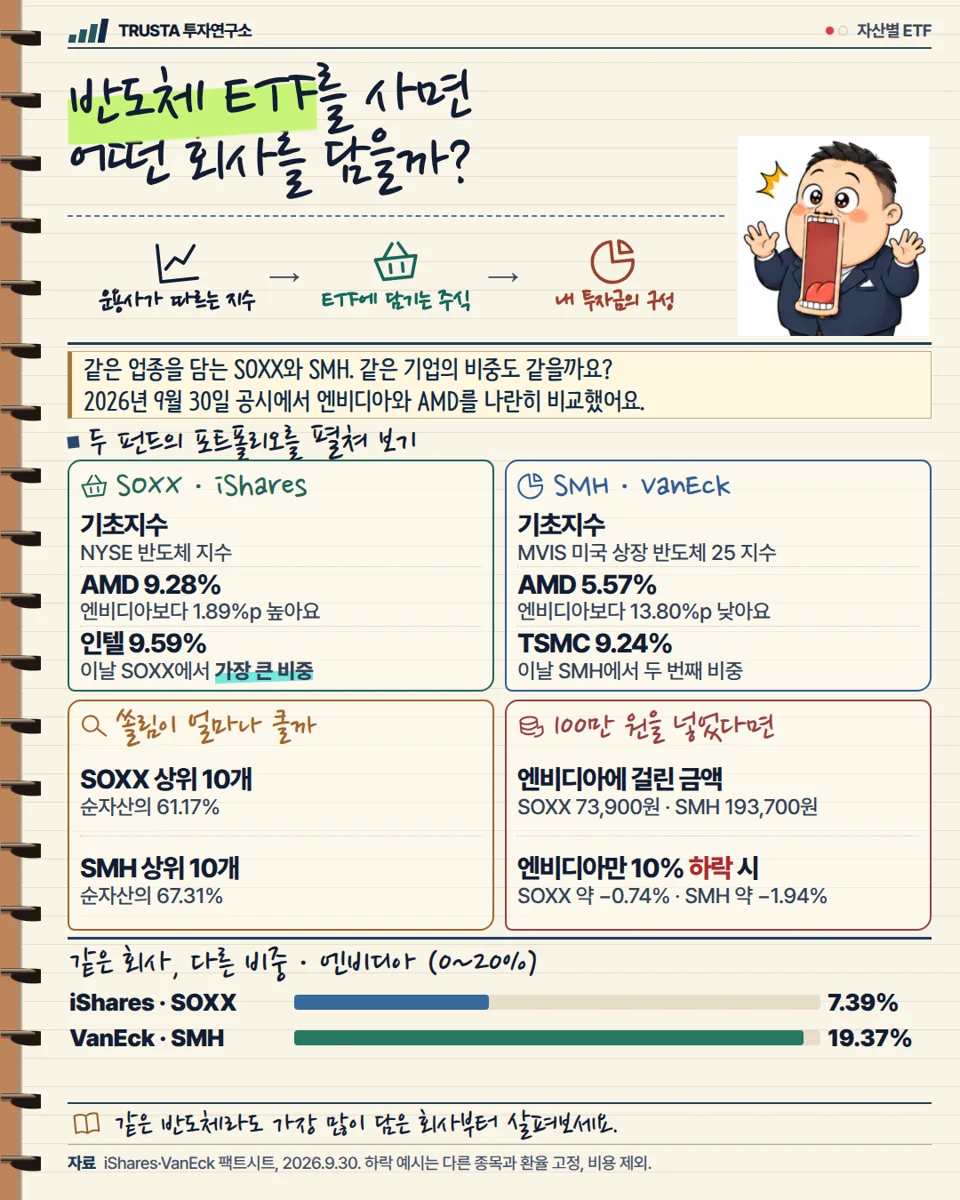 TRUSTA 투자연구소
자산별 ETF
반도체 ETF를 사면
어떤 회사를 담을까?
운용사가 따르는 지수 → ETF에 담기는 주식 → 내 투자금의 구성
같은 업종을 담는 SOXX와 SMH. 같은 기업의 비중도 같을까요?
2026년 9월 30일 공시에서 엔비디아와 AMD를 나란히 비교했어요.
두 펀드의 포트폴리오를 펼쳐 보기
SOXX · iShares
기초지수
NYSE 반도체 지수
AMD 9.28%
엔비디아보다 1.89%p 높아요
인텔 9.59%
이날 SOXX에서 가장 큰 비중
SMH · VanEck
기초지수
MVIS 미국 상장 반도체 25 지수
AMD 5.57%
엔비디아보다 13.80%p 낮아요
TSMC 9.24%
이날 SMH에서 두 번째 비중
쏠림이 얼마나 클까
SOXX 상위 10개
순자산의 61.17%
SMH 상위 10개
순자산의 67.31%
100만 원을 넣었다면
엔비디아에 걸린 금액
SOXX 73,900원 · SMH 193,700원
엔비디아만 10% 하락 시
SOXX 약 −0.74% · SMH 약 −1.94%
같은 회사, 다른 비중 · 엔비디아 (0~20%)
iShares · SOXX 7.39%
VanEck · SMH 19.37%
같은 반도체라도 가장 많이 담은 회사부터 살펴보세요.
자료 iShares·VanEck 팩트시트, 2026.9.30. 하락 예시는 다른 종목과 환율 고정, 비용 제외.